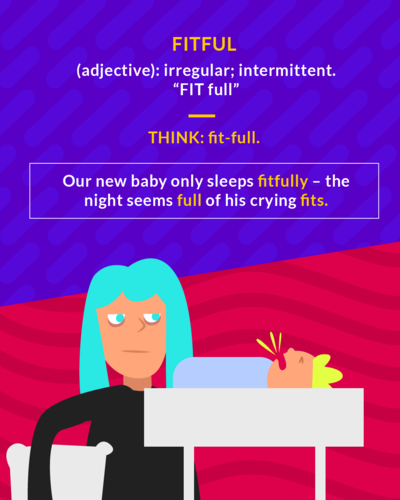 FITFUL
(adjective): irregular; intermittent.
“FIT full”
THINK: fit-full.
Our new baby only sleeps fitfully – the
night seems full of his crying fits.